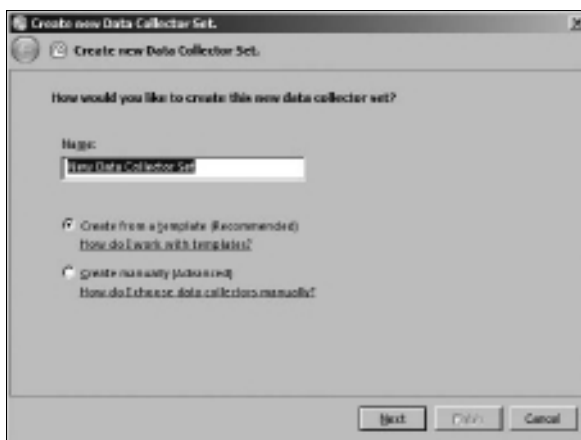 Create new Data Collector Set.
Create new Data Collector Set.
How would you like to create this new data collector set?
Name:
New Data Collector Set
Create from a template (Recommended)
How do I work with templates?
Create manually (Advanced)
How do I choose data collectors manually?
Next
Finish
Cancel